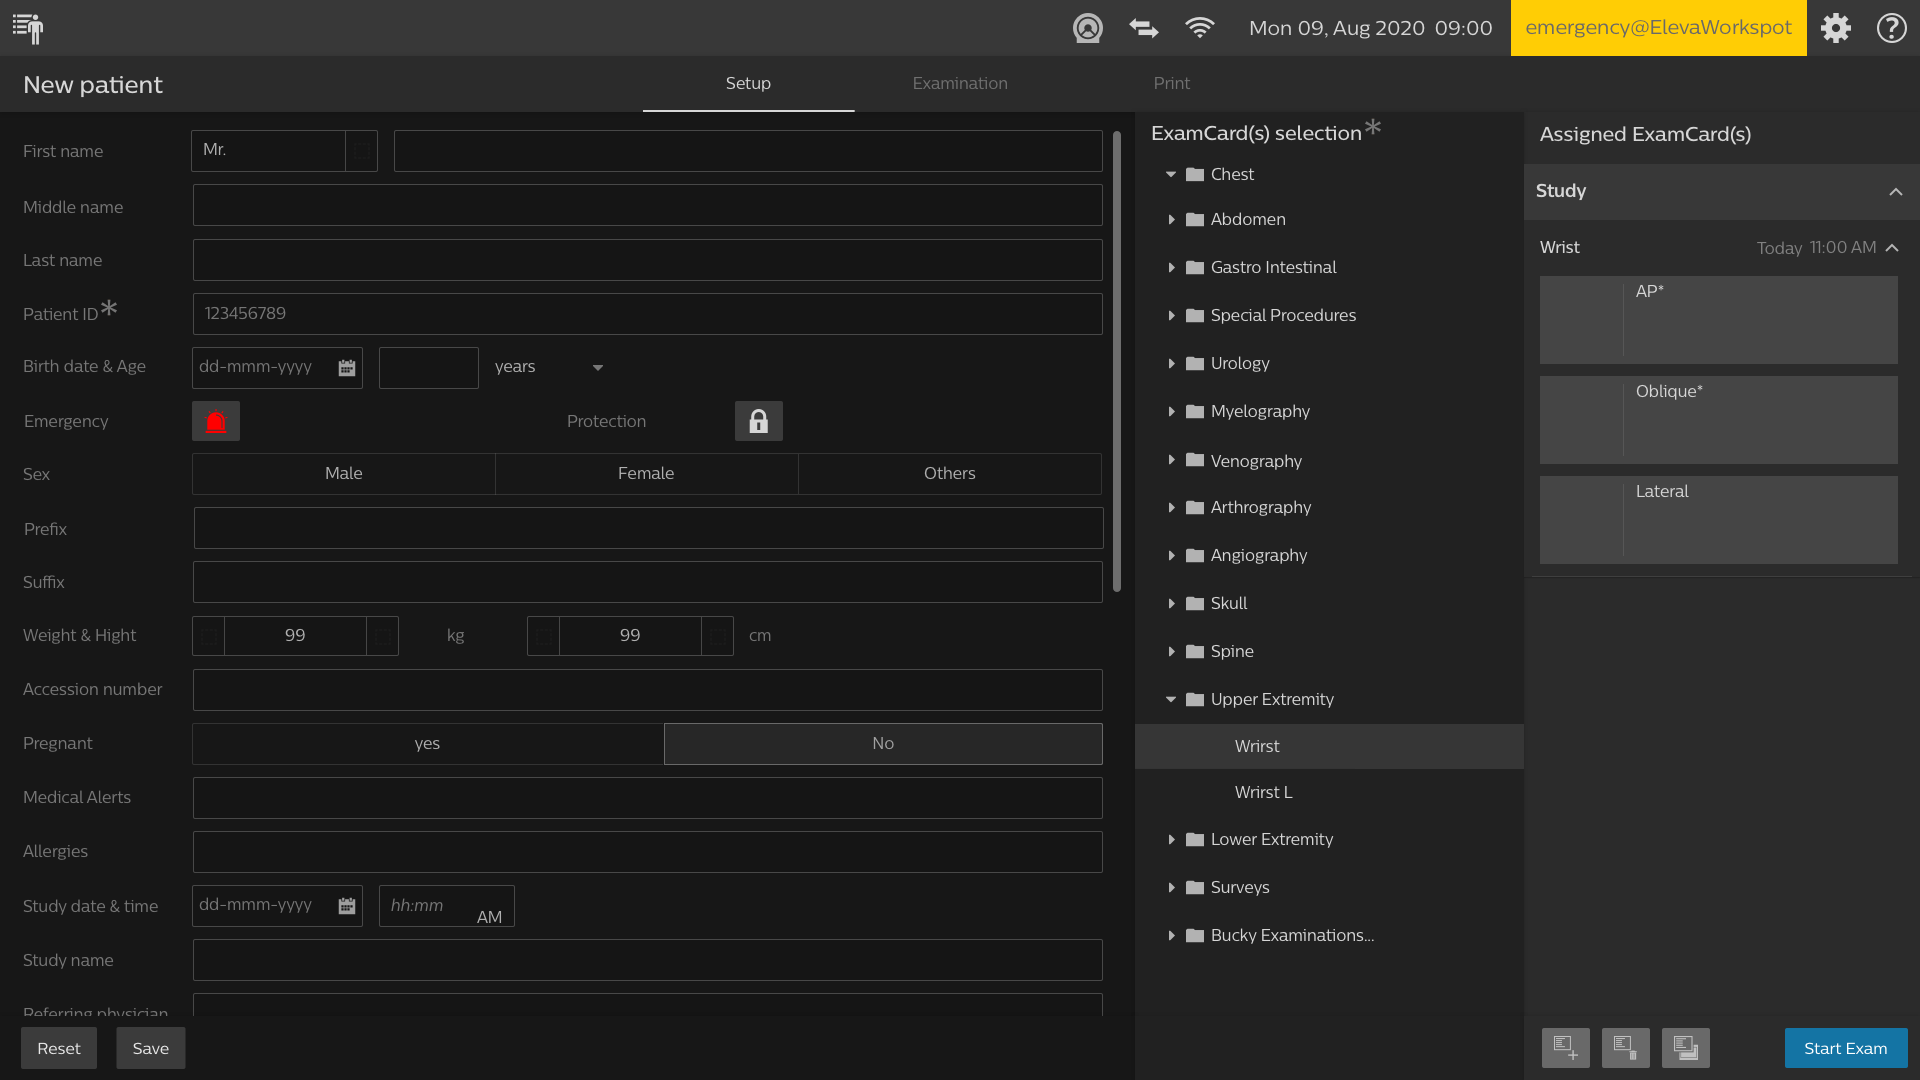 Mon 09, Aug 2020 09:00
emergency@ElevaWorkspot
New patient
Setup
Examination
Print
First name
Mr.
Middle name
Last name
Patient ID*
123456789
Birth date & Age
dd-mmm-yyyy
years
Emergency
Protection
Sex
Male
Female
Others
Prefix
Suffix
Weight & Hight
99
kg
99
cm
Accession number
Pregnant
yes
No
Medical Alerts
Allergies
Study date & time
dd-mmm-yyyy
hh:mm
AM
Study name
Referring physician
Reset
Save
ExamCard(s) selection*
Chest
Abdomen
Gastro Intestinal
Special Procedures
Urology
Myelography
Venography
Arthrography
Angiography
Skull
Spine
Upper Extremity
Wrirst
Wrirst L
Lower Extremity
Surveys
Bucky Examinations...
Assigned ExamCard(s)
Study
Wrist
Today 11:00 AM
AP*
Oblique*
Lateral
Start Exam